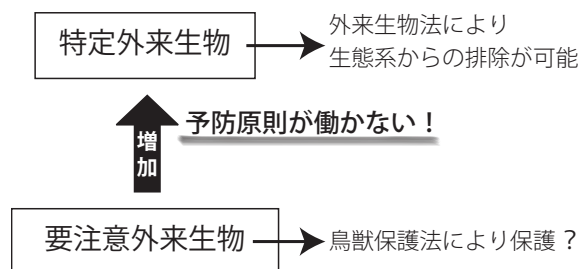 特定外来生物
外来生物法により
生態系からの排除が可能
予防原則が働かない！
増加
要注意外来生物
鳥獣保護法により保護？